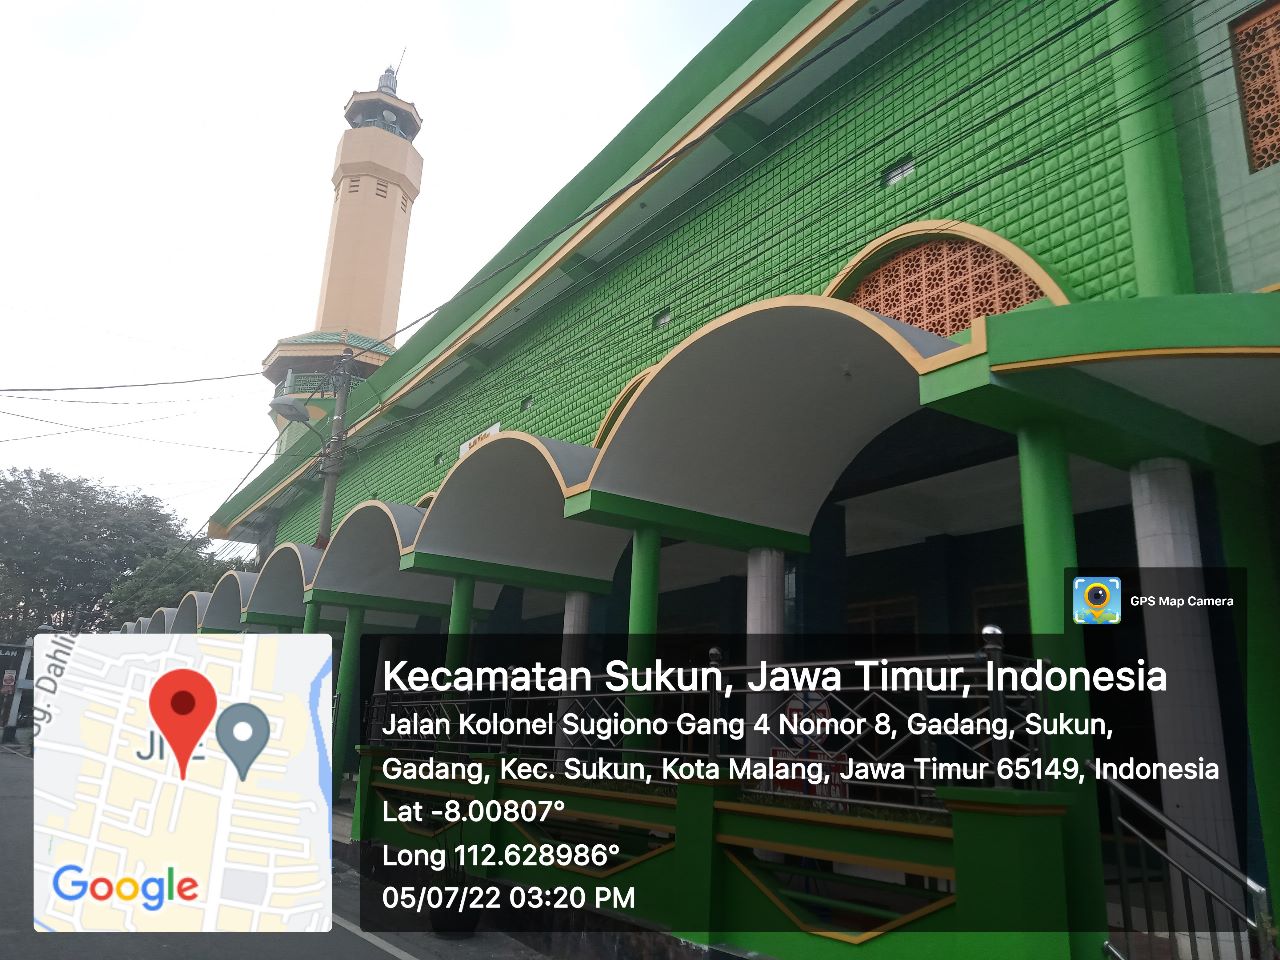 GPS Map Camera
Kecamatan Sukun, Jawa Timur, Indonesia
Jalan Kolonel Sugiono Gang 4 Nomor 8, Gadang, Sukun,
Gadang, Kec. Sukun, Kota Malang, Jawa Timur 65149, Indonesia
Lat -8.00807°
Long 112.628986°
05/07/22 03:20 PM
Dahlia
Google